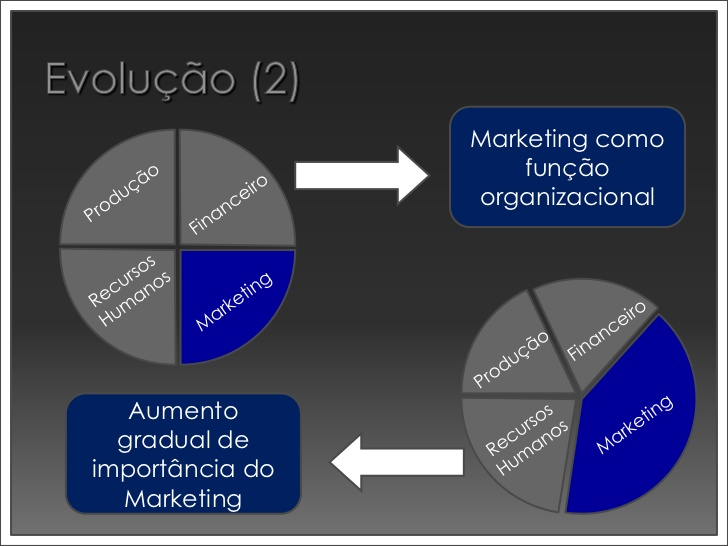 Evolução (2)
Produção
Financeiro
Recursos
Humanos
Marketing
Marketing como
função
organizacional
Produção
Financeiro
Recursos
Humanos
Marketing
Aumento
gradual de
importância do
Marketing